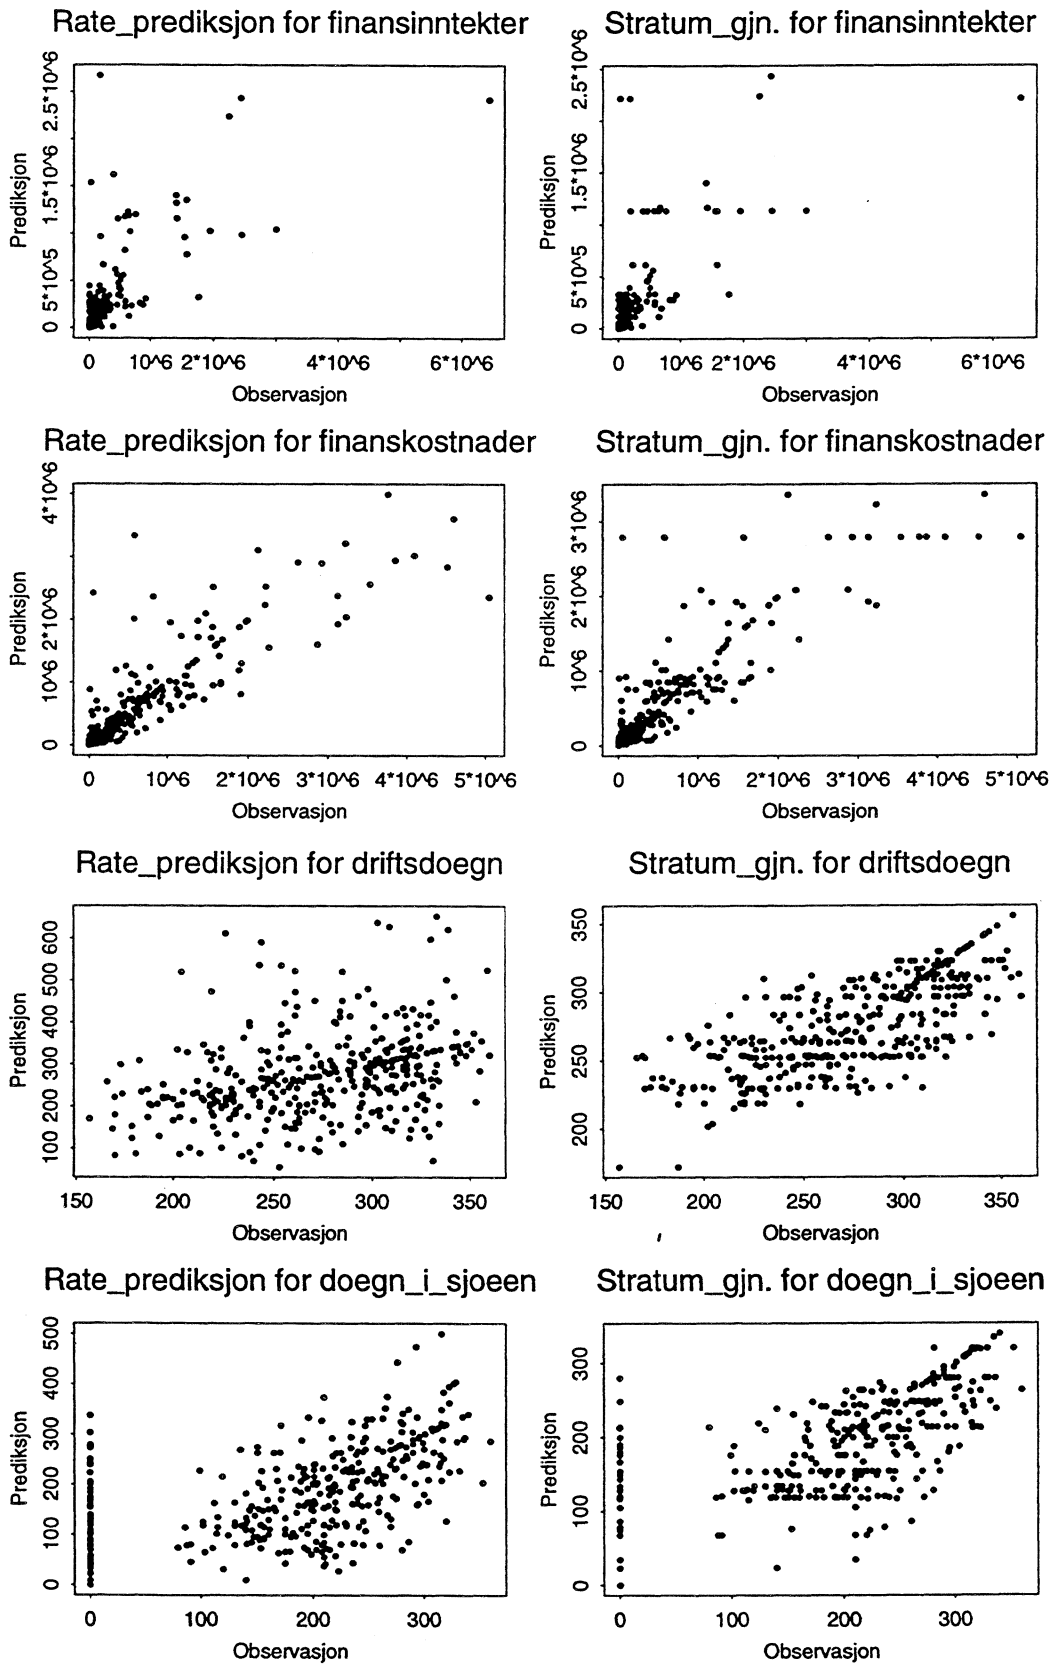 Rate_prediksjon for finansinntekter
Stratum_gjn. for finansinntekter
Prediksjon
0 5*10^5 1.5*10^6 2.5*10^6
0 10^6 2*10^6 4*10^6 6*10^6
Observasjon
Prediksjon
0 5*10^5 1.5*10^6 2.5*10^6
0 10^6 2*10^6 4*10^6 6*10^6
Observasjon
Rate_prediksjon for finanskostnader
Stratum_gjn. for finanskostnader
Prediksjon
0 10^6 2*10^6 4*10^6
0 10^6 2*10^6 3*10^6 4*10^6 5*10^6
Observasjon
Prediksjon
0 10^6 2*10^6 3*10^6
0 10^6 2*10^6 3*10^6 4*10^6 5*10^6
Observasjon
Rate_prediksjon for driftsdoegn
Stratum_gjn. for driftsdoegn
Prediksjon
100 200 300 400 500 600
150 200 250 300 350
Observasjon
Prediksjon
200 250 300 350
150 200 250 300 350
Observasjon
Rate_prediksjon for doegn_i_sjoeen
Stratum_gjn. for doegn_i_sjoeen
Prediksjon
0 100 200 300 400 500
0 100 200 300
Observasjon
Prediksjon
0 100 200 300
0 100 200 300
Observasjon